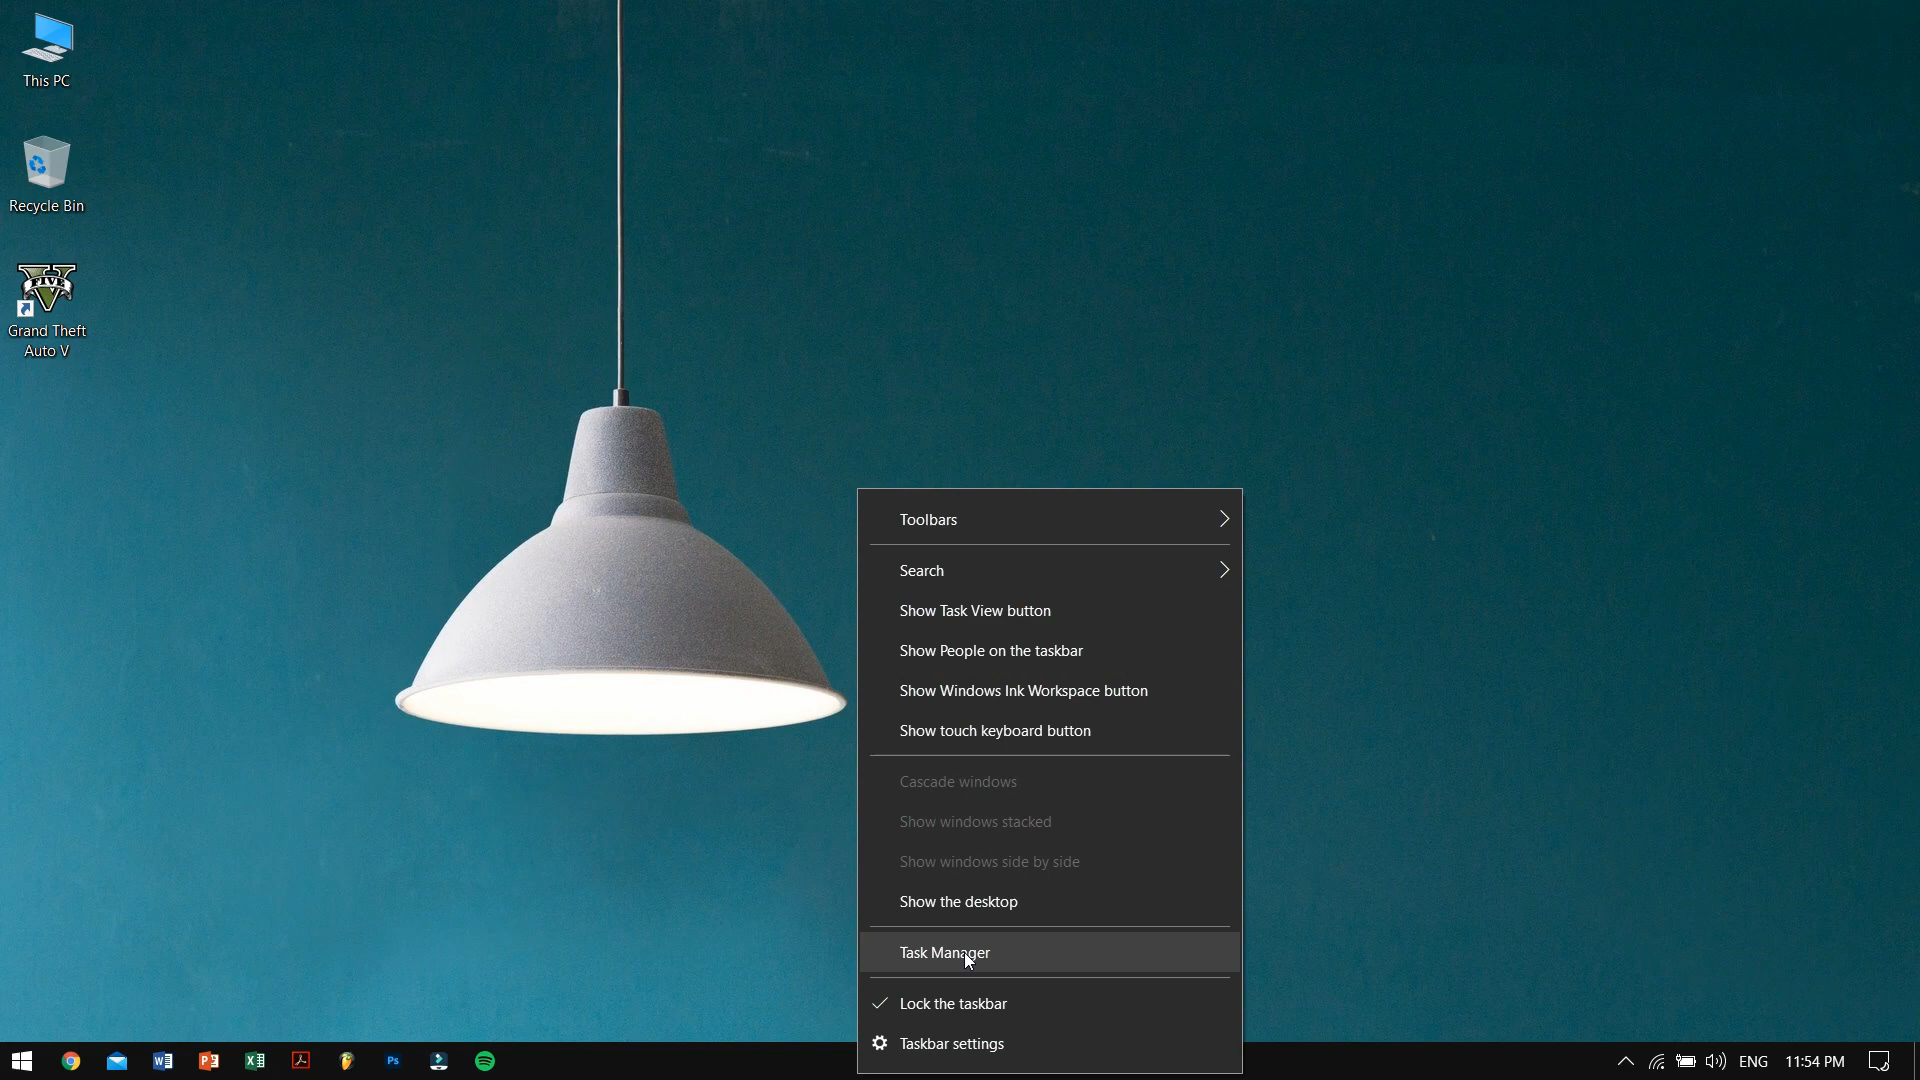 This PC
Recycle Bin
FIVE
Grand Theft
Auto V
Toolbars
Search
Show Task View button
Show People on the taskbar
Show Windows Ink Workspace button
Show touch keyboard button
Cascade windows
Show windows stacked
Show windows side by side
Show the desktop
Task Manager
Lock the taskbar
Taskbar settings
Ps
ENG
11:54 PM